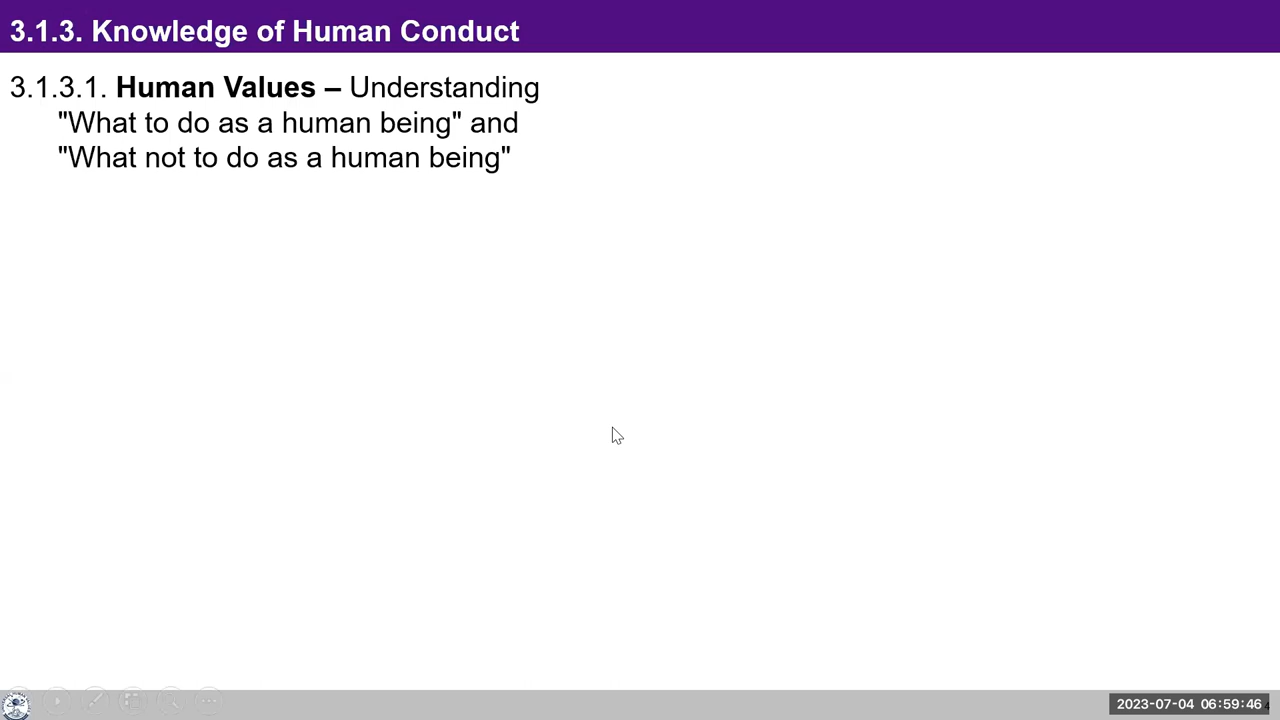 3.1.3. Knowledge of Human Conduct
3.1.3.1. Human Values – Understanding
"What to do as a human being" and
"What not to do as a human being"
2023-07-04 06:59:46